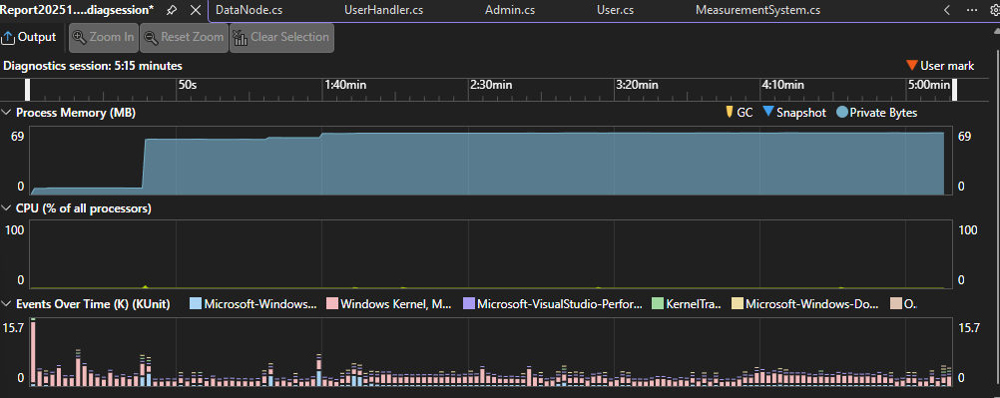 Report20251....diagsession* DataNode.cs UserHandler.cs Admin.cs User.cs MeasurementSystem.cs
Output Zoom In Reset Zoom Clear Selection
Diagnostics session: 5:15 minutes User mark
50s 1:40min 2:30min 3:20min 4:10min 5:00min
Process Memory (MB) GC Snapshot Private Bytes
69 69
0 0
CPU (% of all processors)
100 100
0 0
Events Over Time (K) (KUnit) Microsoft-Windows... Windows Kernel, M... Microsoft-VisualStudio-Perfor... KernelTra.. Microsoft-Windows-Do... O..
15.7 15.7
0 0